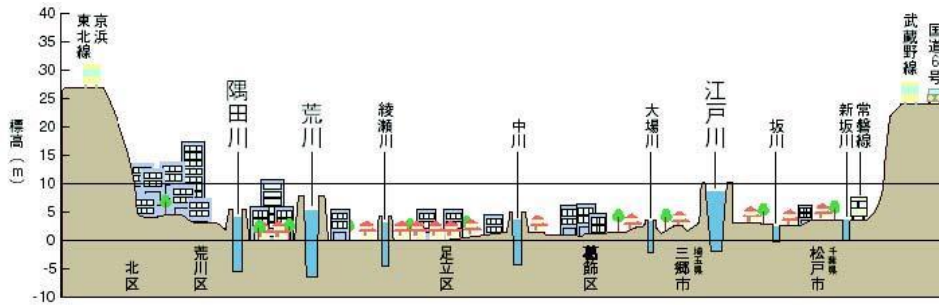 標高(m)
40
35
30
25
20
15
10
5
0
-5
-10
京浜
東北線
隅田川
荒川
綾瀬川
中川
大場川
江戸川
坂川
新坂川
常磐線
武蔵野線
国道6号
北区
荒川区
足立区
葛飾区
埼玉県
三郷市
千葉県
松戸市